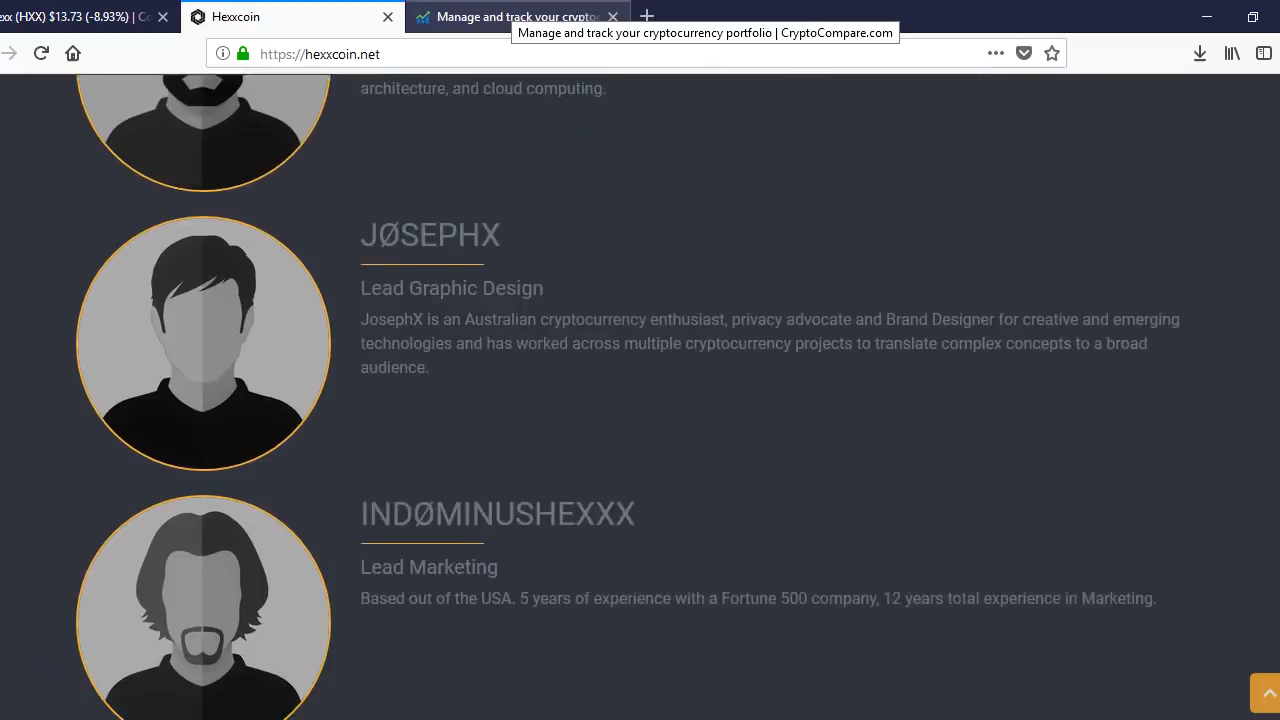 exx (HXX) $13.73 (-8.93%) | Co
Hexxcoin
Manage and track your cryptoc
Manage and track your cryptocurrency portfolio | CryptoCompare.com
https://hexxcoin.net
architecture, and cloud computing.
JØSEPHX
Lead Graphic Design
JosephX is an Australian cryptocurrency enthusiast, privacy advocate and Brand Designer for creative and emerging
technologies and has worked across multiple cryptocurrency projects to translate complex concepts to a broad
audience.
INDØMINUSHEXXX
Lead Marketing
Based out of the USA. 5 years of experience with a Fortune 500 company, 12 years total experience in Marketing.